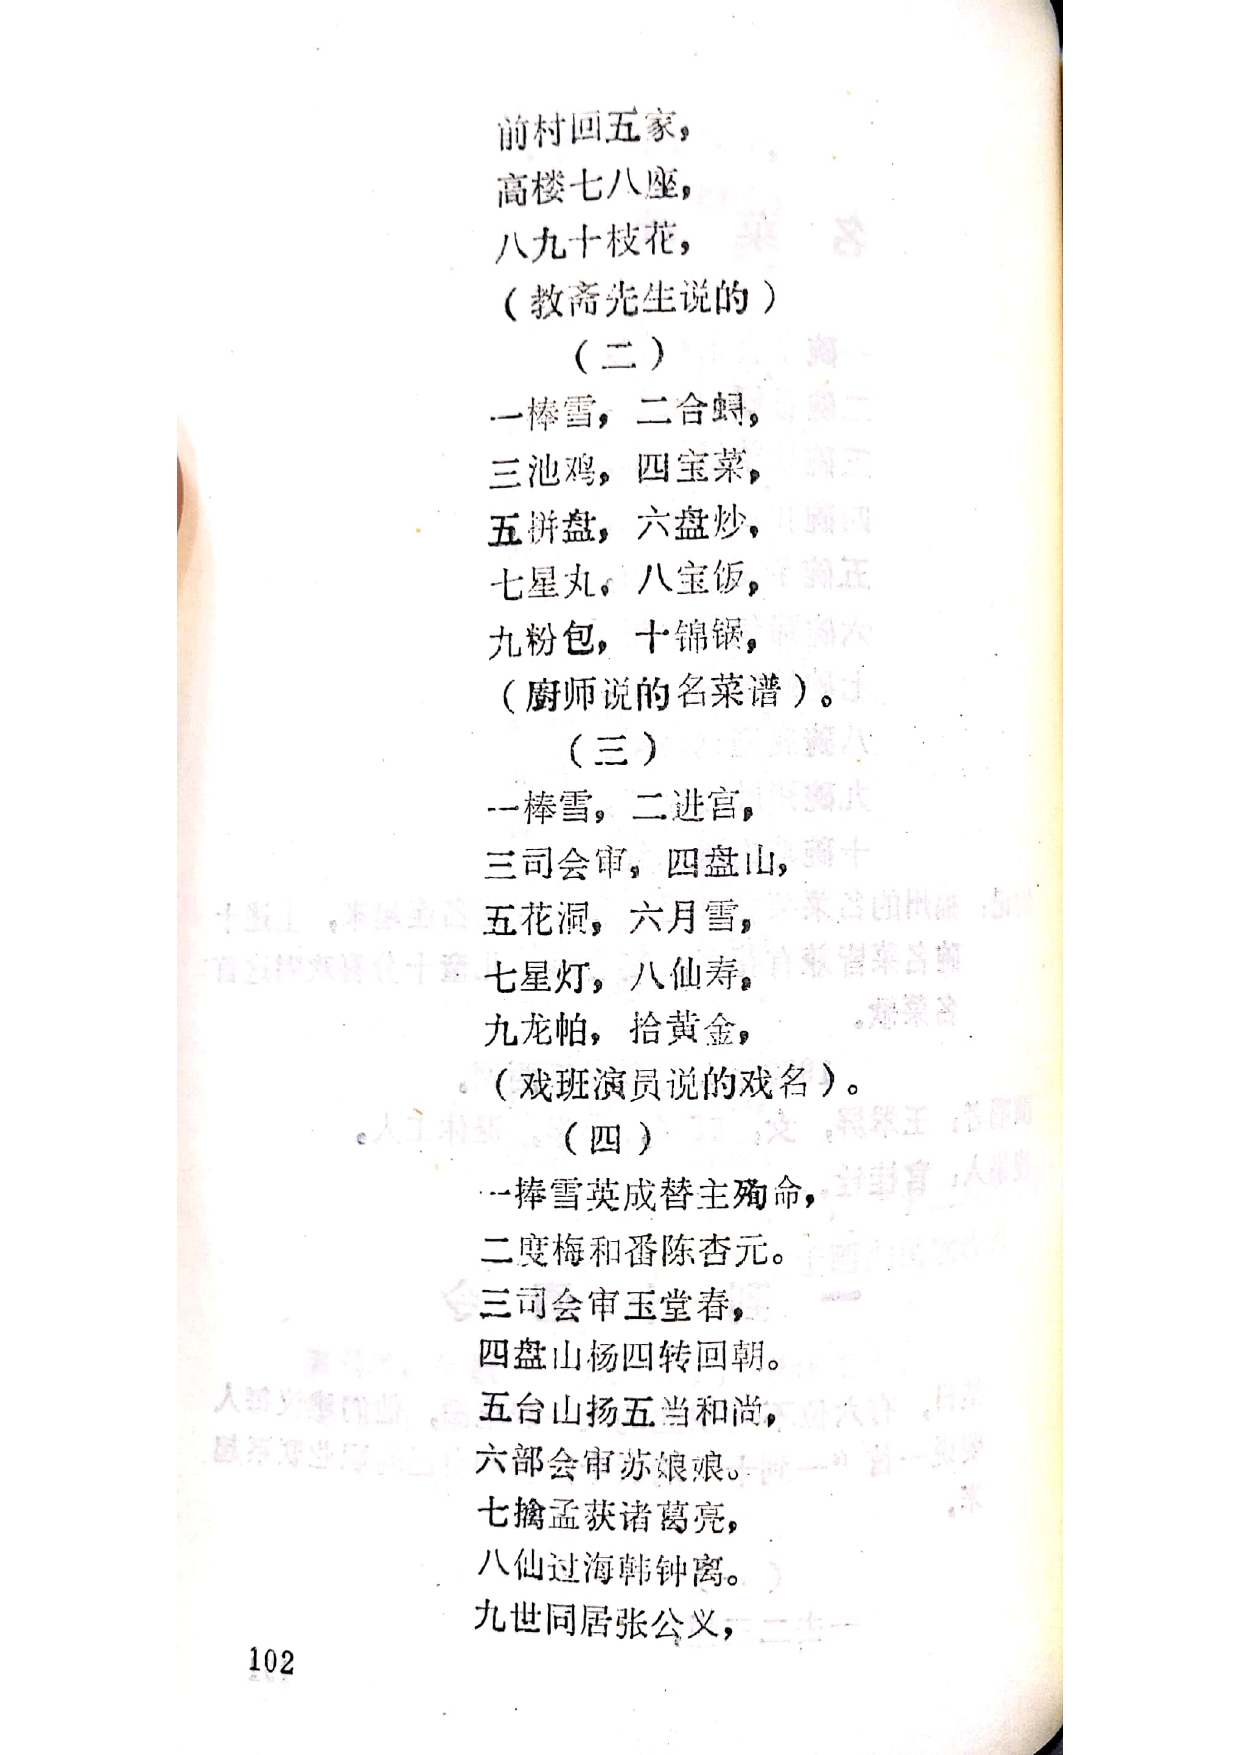 前村回五家，
高楼七八座，
八九十枝花，
（教斋先生说的）
（二）
一棒雪，二合蟳，
三池鸡，四宝菜，
五拼盘，六盘炒，
七星丸。八宝饭，
九粉包，十锦锅，
（厨师说的名菜谱）。
（三）
一棒雪，二进宫，
三司会审，四盘山，
五花洞，六月雪，
七星灯，八仙寿，
九龙帕，拾黄金，
（戏班演员说的戏名）。
（四）
一捧雪英成替主殉命，
二度梅和番陈杏元。
三司会审玉堂春，
四盘山杨四转回朝。
五台山扬五当和尚，
六部会审苏娘娘。
七擒孟获诸葛亮，
八仙过海韩钟离。
九世同居张公义，
102